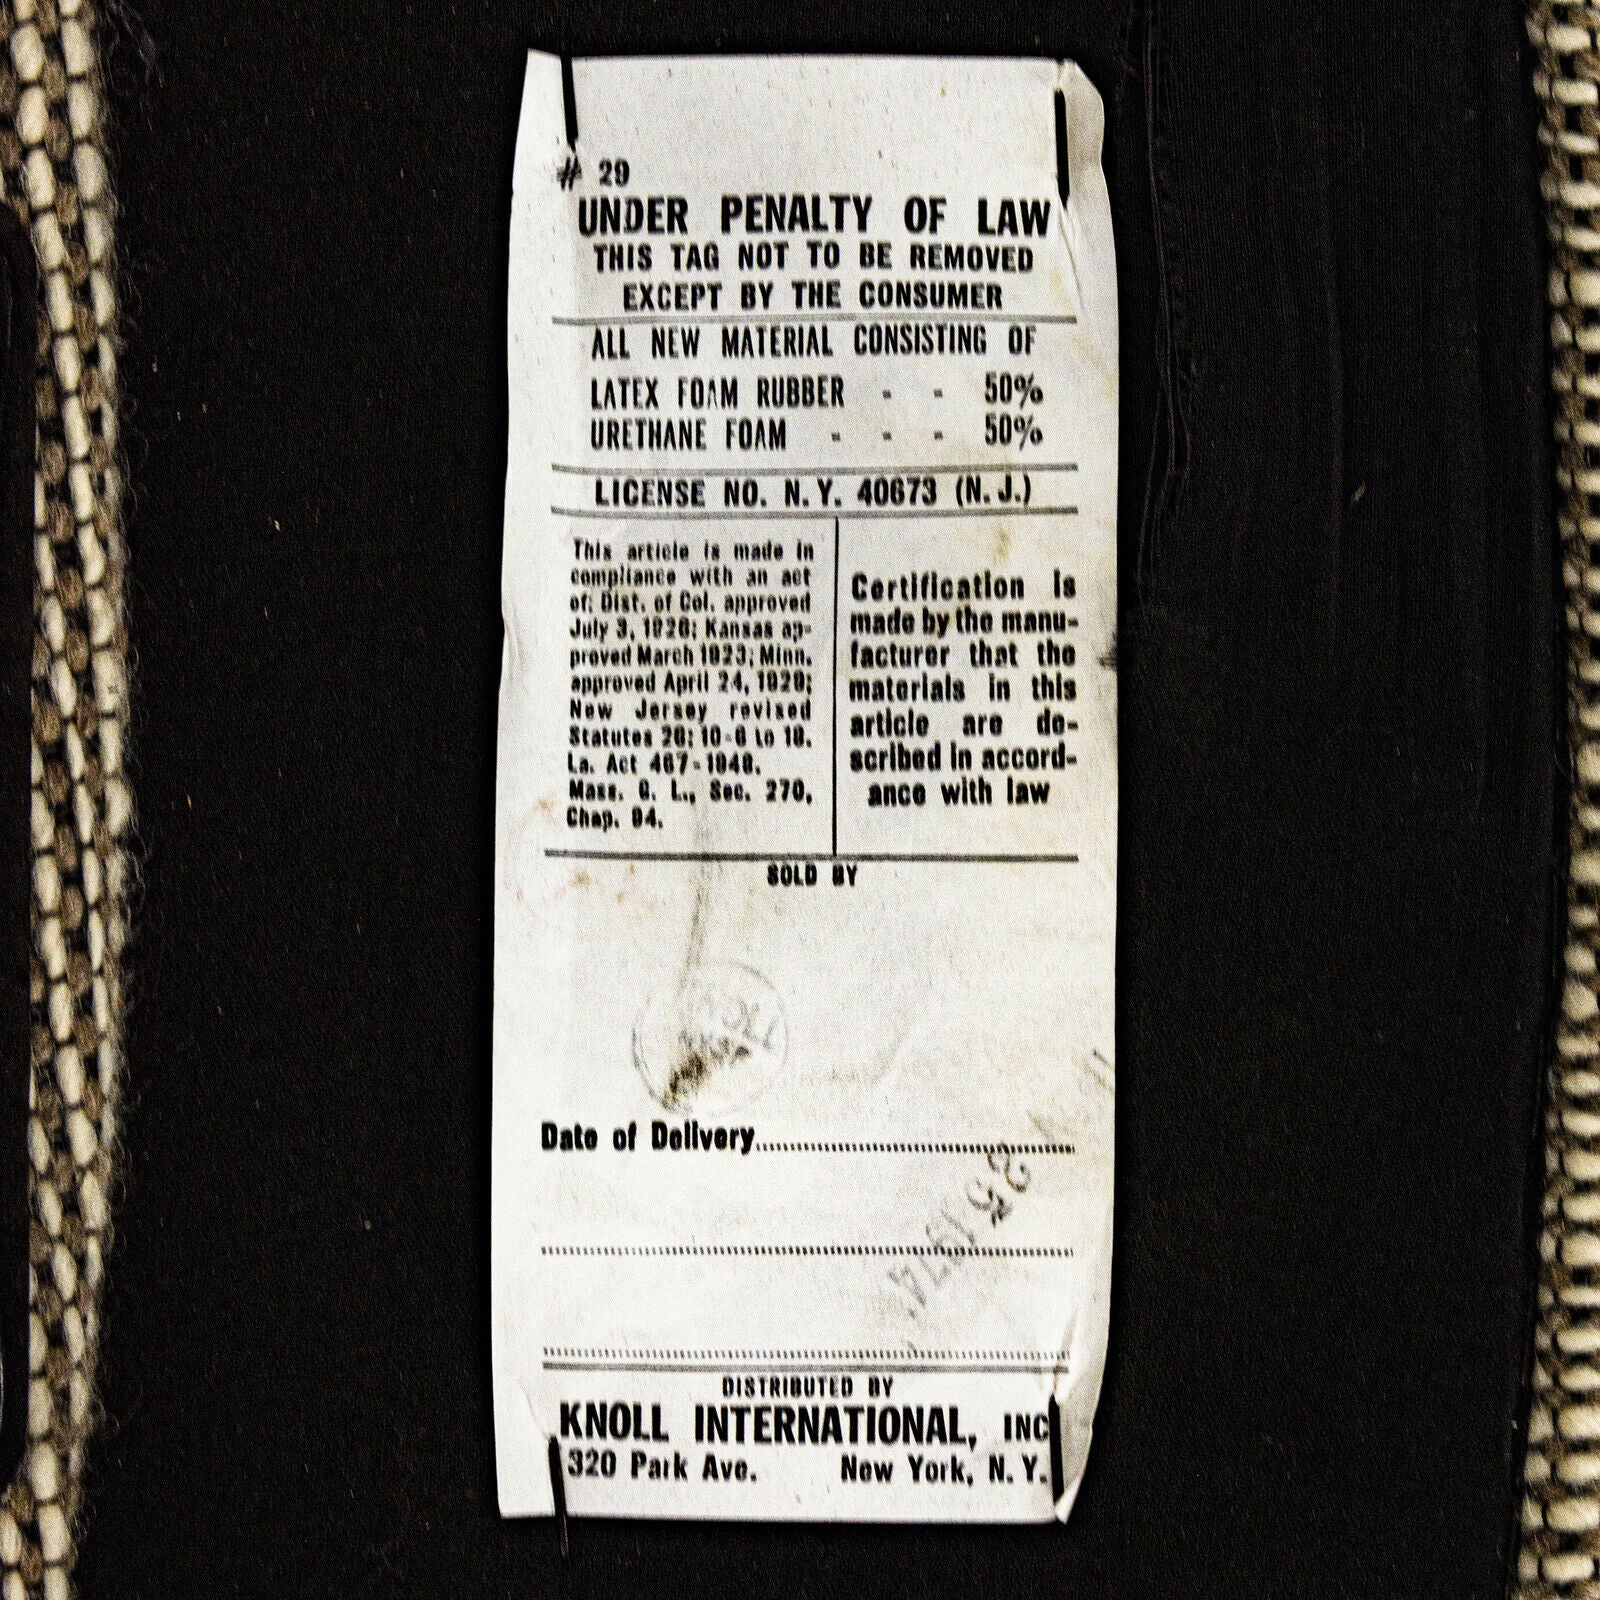 # 29
UNDER PENALTY OF LAW
THIS TAG NOT TO BE REMOVED
EXCEPT BY THE CONSUMER
ALL NEW MATERIAL CONSISTING OF
LATEX FOAM RUBBER - - 50%
URETHANE FOAM - - - 50%
LICENSE NO. N.Y. 40673 (N.J.)
This article is made in
compliance with an act
of: Dist. of Col. approved
July 3, 1926; Kansas ap-
proved March 1923; Minn.
approved April 24, 1929;
New Jersey revised
Statutes 26: 10-6 to 18.
La. Act 467-1948.
Mass. G. L., Sec. 270,
Chap. 94.
Certification is
made by the manu-
facturer that the
materials in this
article are de-
scribed in accord-
ance with law
SOLD BY
Date of Delivery
25 1974
DISTRIBUTED BY
KNOLL INTERNATIONAL, INC
320 Park Ave. New York, N.Y.